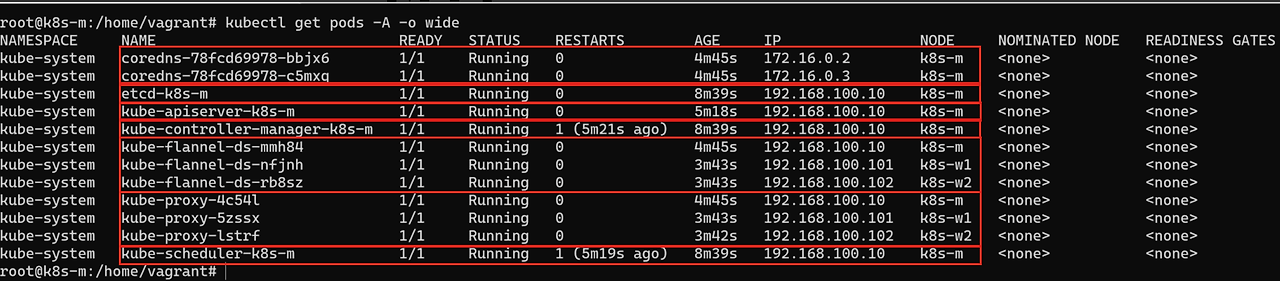 root@k8s-m:/home/vagrant# kubectl get pods -A -o wide
NAMESPACE     NAME                            READY   STATUS    RESTARTS        AGE     IP                NODE     NOMINATED NODE   READINESS GATES
kube-system   coredns-78fcd69978-bbjx6        1/1     Running   0               4m45s   172.16.0.2        k8s-m    <none>           <none>
kube-system   coredns-78fcd69978-c5mxq        1/1     Running   0               4m45s   172.16.0.3        k8s-m    <none>           <none>
kube-system   etcd-k8s-m                      1/1     Running   0               8m39s   192.168.100.10    k8s-m    <none>           <none>
kube-system   kube-apiserver-k8s-m            1/1     Running   0               5m18s   192.168.100.10    k8s-m    <none>           <none>
kube-system   kube-controller-manager-k8s-m   1/1     Running   1 (5m21s ago)   8m39s   192.168.100.10    k8s-m    <none>           <none>
kube-system   kube-flannel-ds-mmh84           1/1     Running   0               4m45s   192.168.100.10    k8s-m    <none>           <none>
kube-system   kube-flannel-ds-nfjnh           1/1     Running   0               3m43s   192.168.100.101   k8s-w1   <none>           <none>
kube-system   kube-flannel-ds-rb8sz           1/1     Running   0               3m43s   192.168.100.102   k8s-w2   <none>           <none>
kube-system   kube-proxy-4c54l                1/1     Running   0               4m45s   192.168.100.10    k8s-m    <none>           <none>
kube-system   kube-proxy-5zssx                1/1     Running   0               3m43s   192.168.100.101   k8s-w1   <none>           <none>
kube-system   kube-proxy-lstrf                1/1     Running   0               3m42s   192.168.100.102   k8s-w2   <none>           <none>
kube-system   kube-scheduler-k8s-m            1/1     Running   1 (5m19s ago)   8m39s   192.168.100.10    k8s-m    <none>           <none>
root@k8s-m:/home/vagrant#